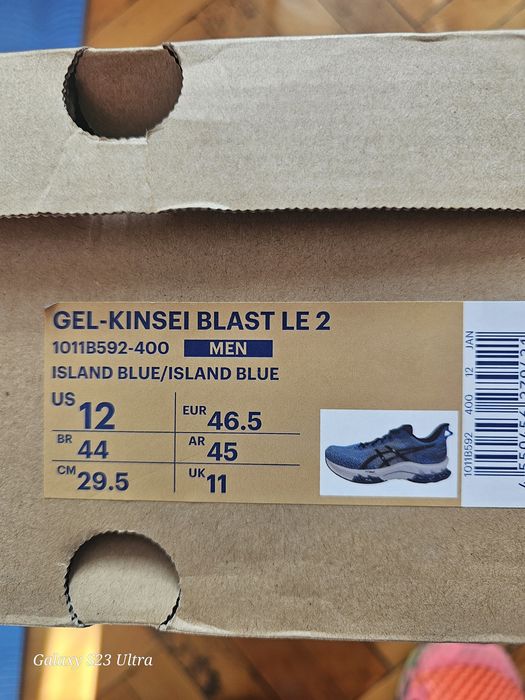 GEL-KINSEI BLAST LE 2
1011B592-400 MEN
ISLAND BLUE/ISLAND BLUE
US 12 EUR 46.5
BR 44 AR 45
CM 29.5 UK 11
1011B592 400 12 JAN
Galaxy S23 Ultra